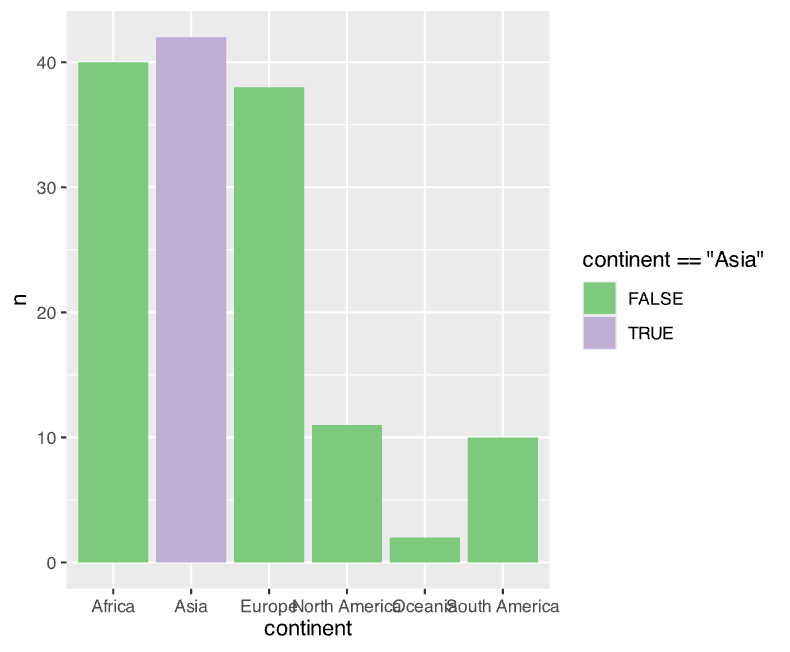 n
40
30
20
10
0
Africa Asia Europe North America Oceania South America
continent
continent == "Asia"
FALSE
TRUE